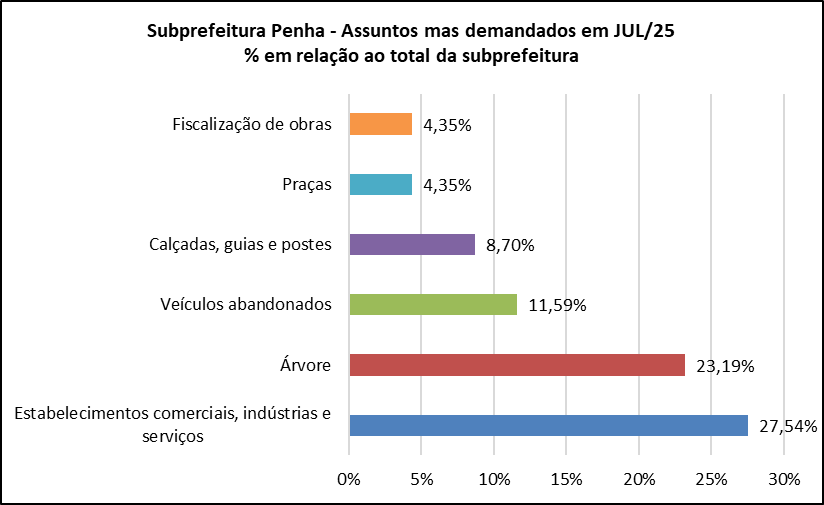 Subprefeitura Penha - Assuntos mas demandados em JUL/25
% em relação ao total da subprefeitura
Fiscalização de obras
4,35%
Praças
4,35%
Calçadas, guias e postes
8,70%
Veículos abandonados
11,59%
Árvore
23,19%
Estabelecimentos comerciais, indústrias e
serviços
27,54%
0%
5%
10%
15%
20%
25%
30%